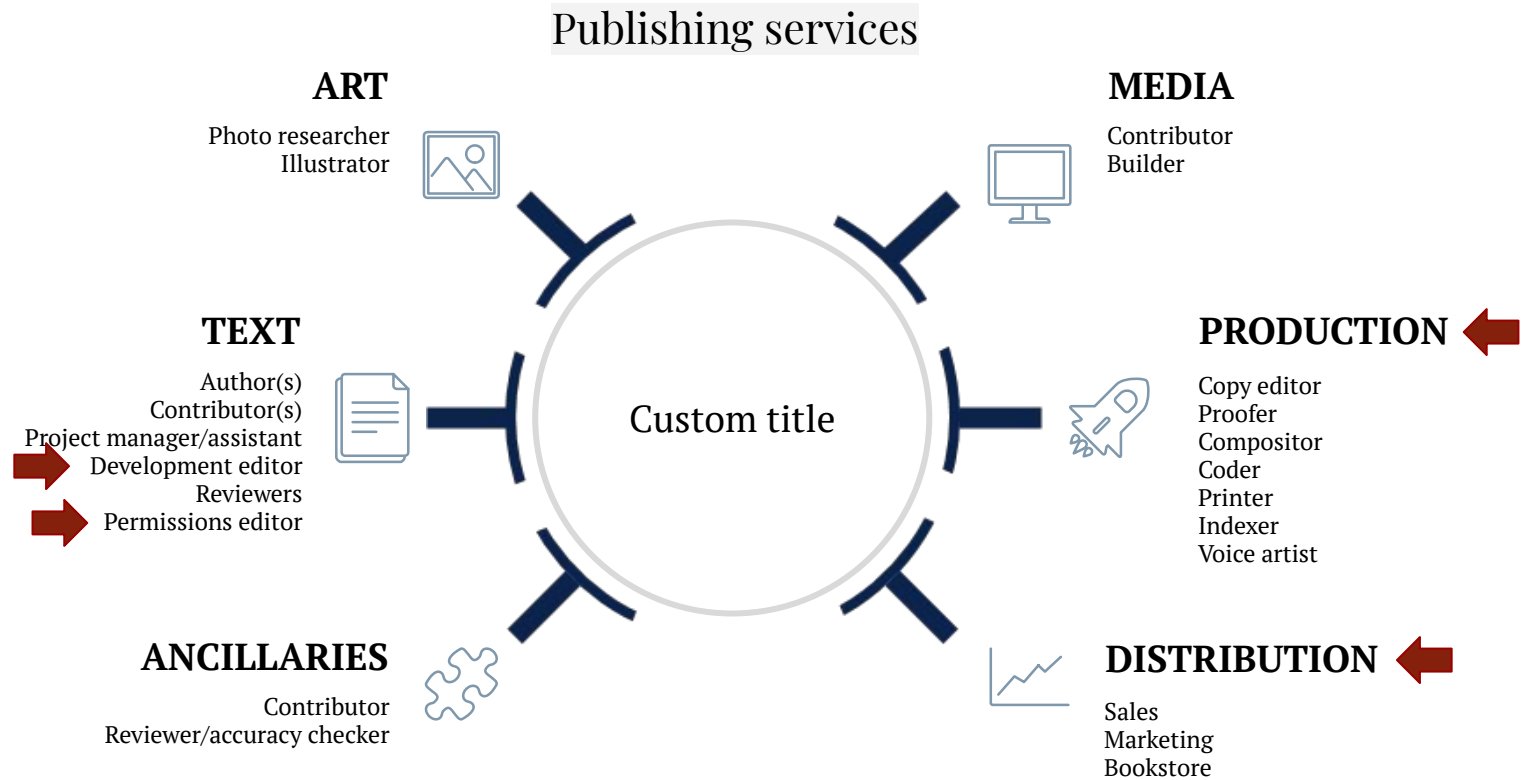 Publishing services
ART
Photo researcher
Illustrator
MEDIA
Contributor
Builder
TEXT
Author(s)
Contributor(s)
Project manager/assistant
Development editor
Reviewers
Permissions editor
Custom title
PRODUCTION
Copy editor
Proofer
Compositor
Coder
Printer
Indexer
Voice artist
ANCILLARIES
Contributor
Reviewer/accuracy checker
DISTRIBUTION
Sales
Marketing
Bookstore